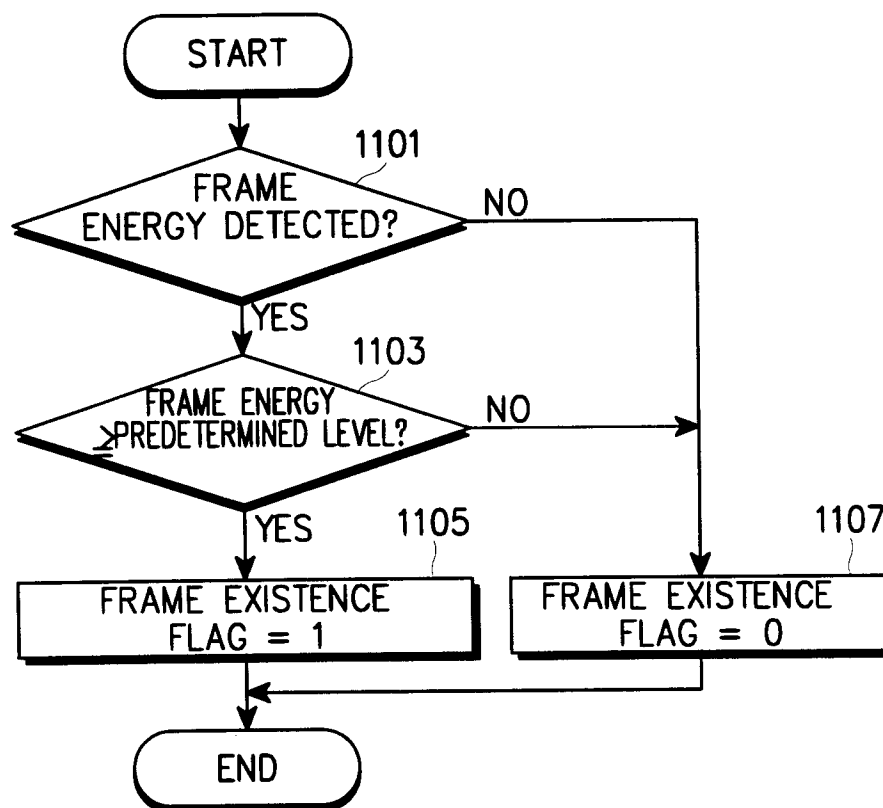 START
1101
FRAME
ENERGY DETECTED?
NO
YES
1103
FRAME ENERGY
≥PREDETERMINED LEVEL?
NO
YES
1105
FRAME EXISTENCE
FLAG = 1
1107
FRAME EXISTENCE
FLAG = 0
END